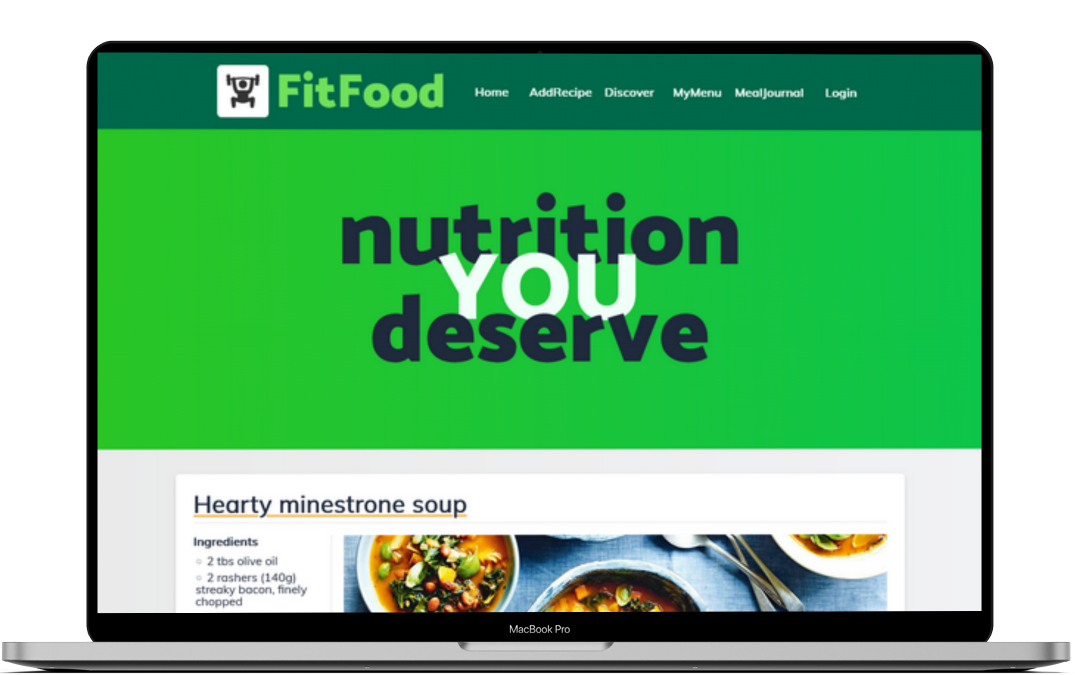 FitFood Home AddRecipe Discover MyMenu MealJournal Login
nutrition
YOU
deserve
Hearty minestrone soup
Ingredients
2 tbs olive oil
2 rashers (140g)
streaky bacon, finely
chopped
MacBook Pro